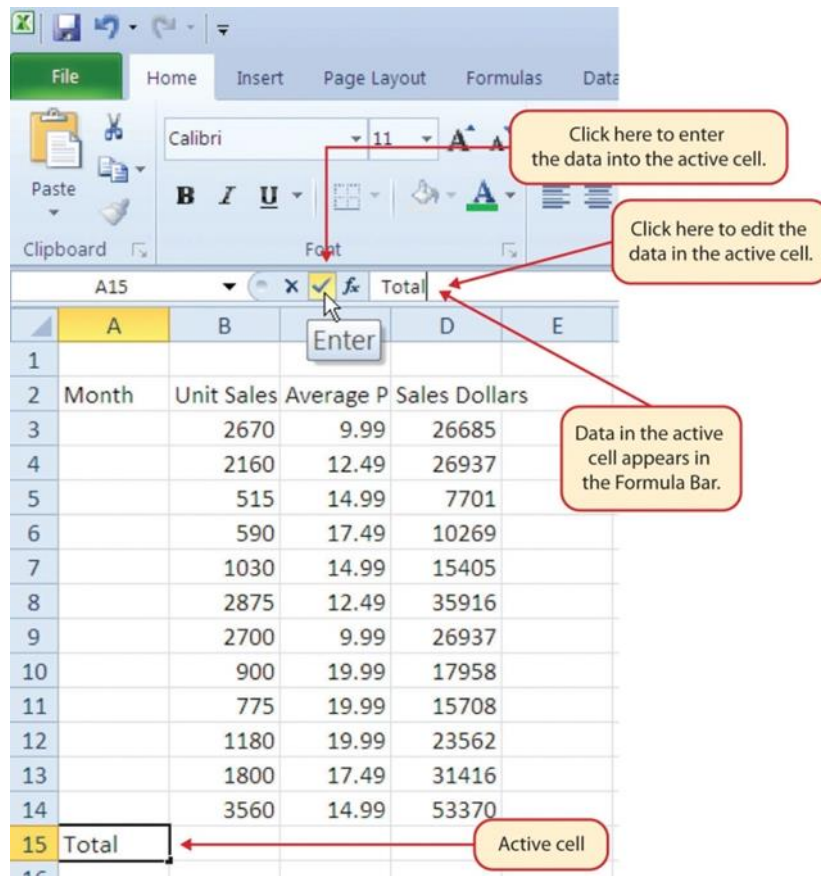 File Home Insert Page Layout Formulas Data
Calibri 11 A A
Paste
B I U A
Clipboard Font
Click here to enter
the data into the active cell.
Click here to edit the
data in the active cell.
A15 fx Total
Enter
A B D E
1
2 Month Unit Sales Average P Sales Dollars
3 2670 9.99 26685
4 2160 12.49 26937
5 515 14.99 7701
6 590 17.49 10269
7 1030 14.99 15405
8 2875 12.49 35916
9 2700 9.99 26937
10 900 19.99 17958
11 775 19.99 15708
12 1180 19.99 23562
13 1800 17.49 31416
14 3560 14.99 53370
15 Total
Data in the active
cell appears in
the Formula Bar.
Active cell